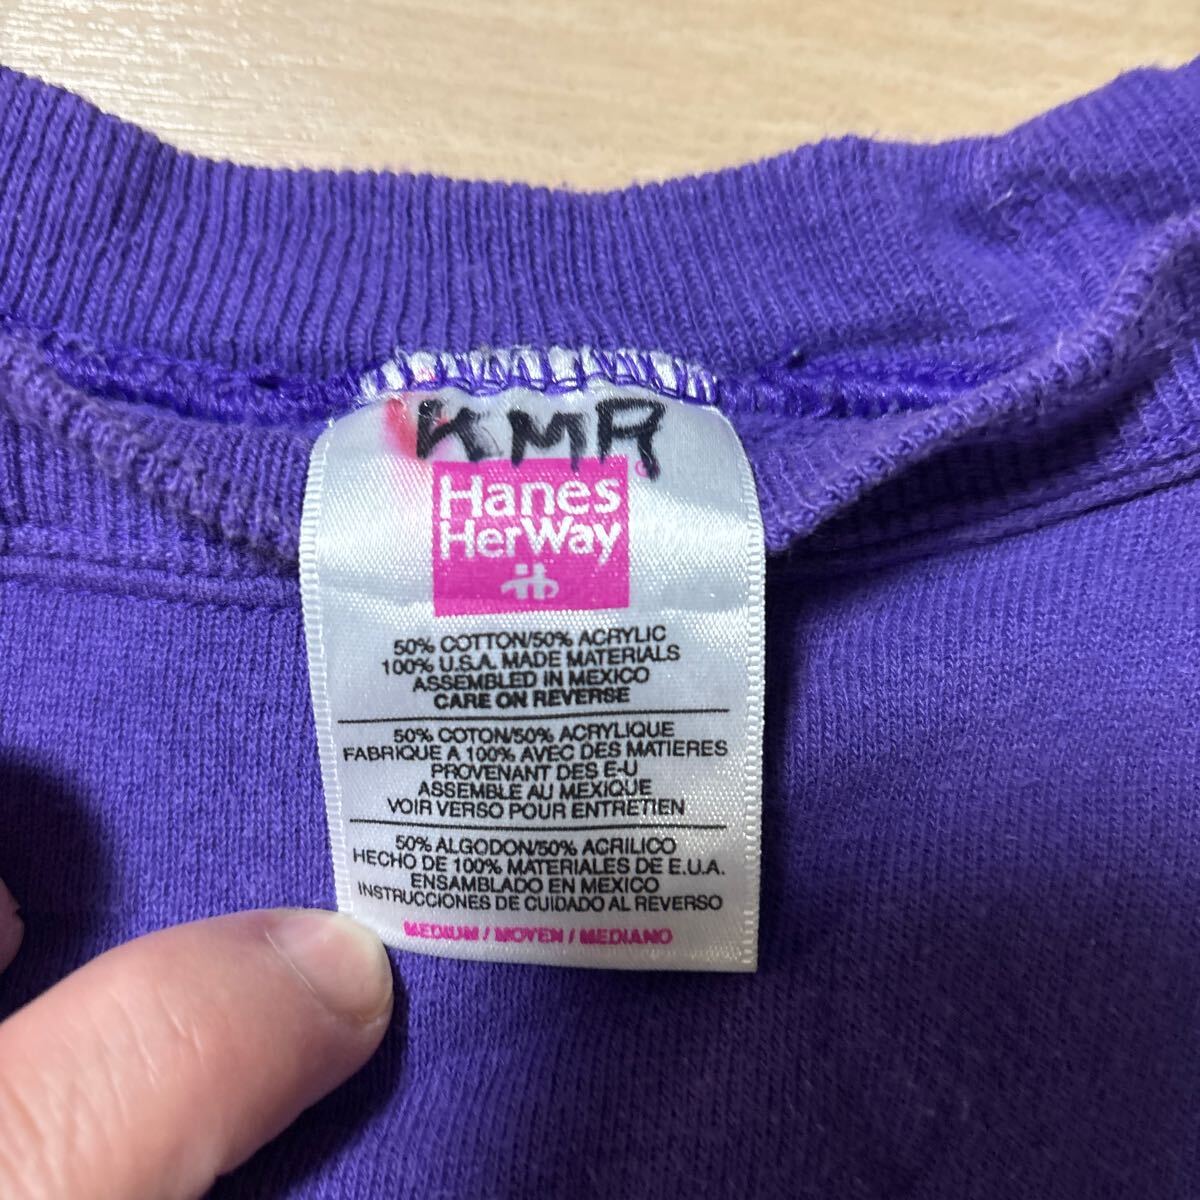 KMR
Hanes
HerWay
50% COTTON/50% ACRYLIC
100% U.S.A. MADE MATERIALS
ASSEMBLED IN MEXICO
CARE ON REVERSE
50% COTON/50% ACRYLIQUE
FABRIQUE A 100% AVEC DES MATIERES
PROVENANT DES E-U
ASSEMBLE AU MEXIQUE
VOIR VERSO POUR ENTRETIEN
50% ALGODON/50% ACRILICO
HECHO DE 100% MATERIALES DE E.U.A.
ENSAMBLADO EN MEXICO
INSTRUCCIONES DE CUIDADO AL REVERSO
MEDIUM / MOYEN / MEDIANO